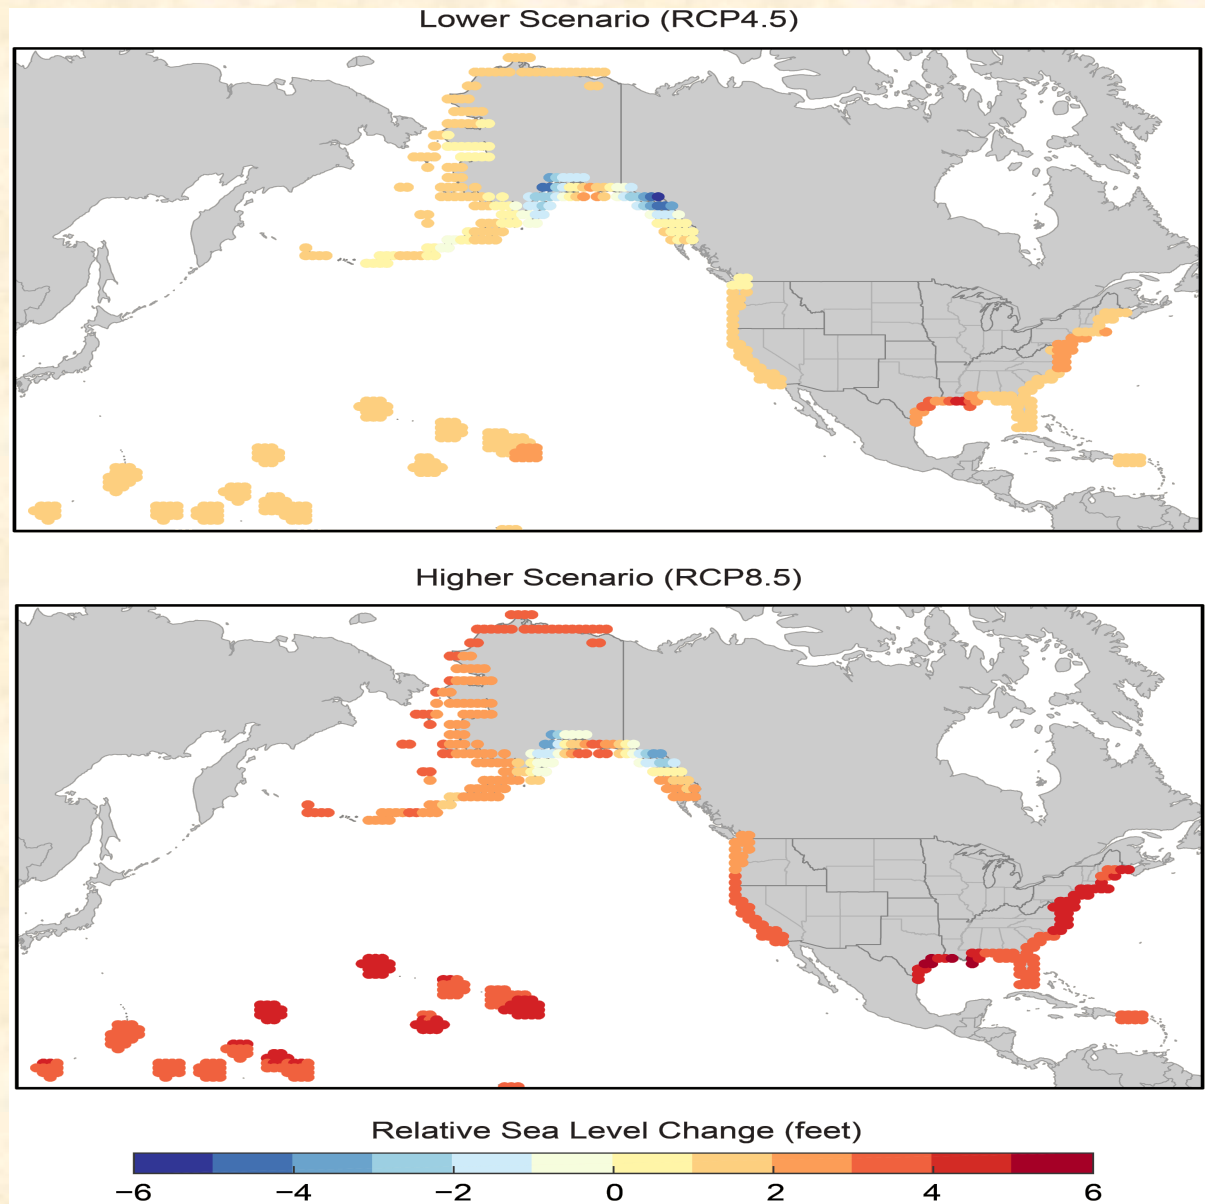 Lower Scenario (RCP4.5)
Higher Scenario (RCP8.5)
Relative Sea Level Change (feet)
−6 −4 −2 0 2 4 6